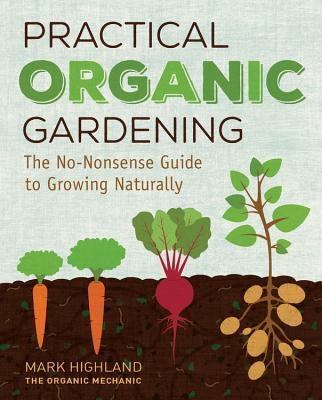 PRACTICAL
ORGANIC
GARDENING
The No-Nonsense Guide
to Growing Naturally
MARK HIGHLAND
THE ORGANIC MECHANIC